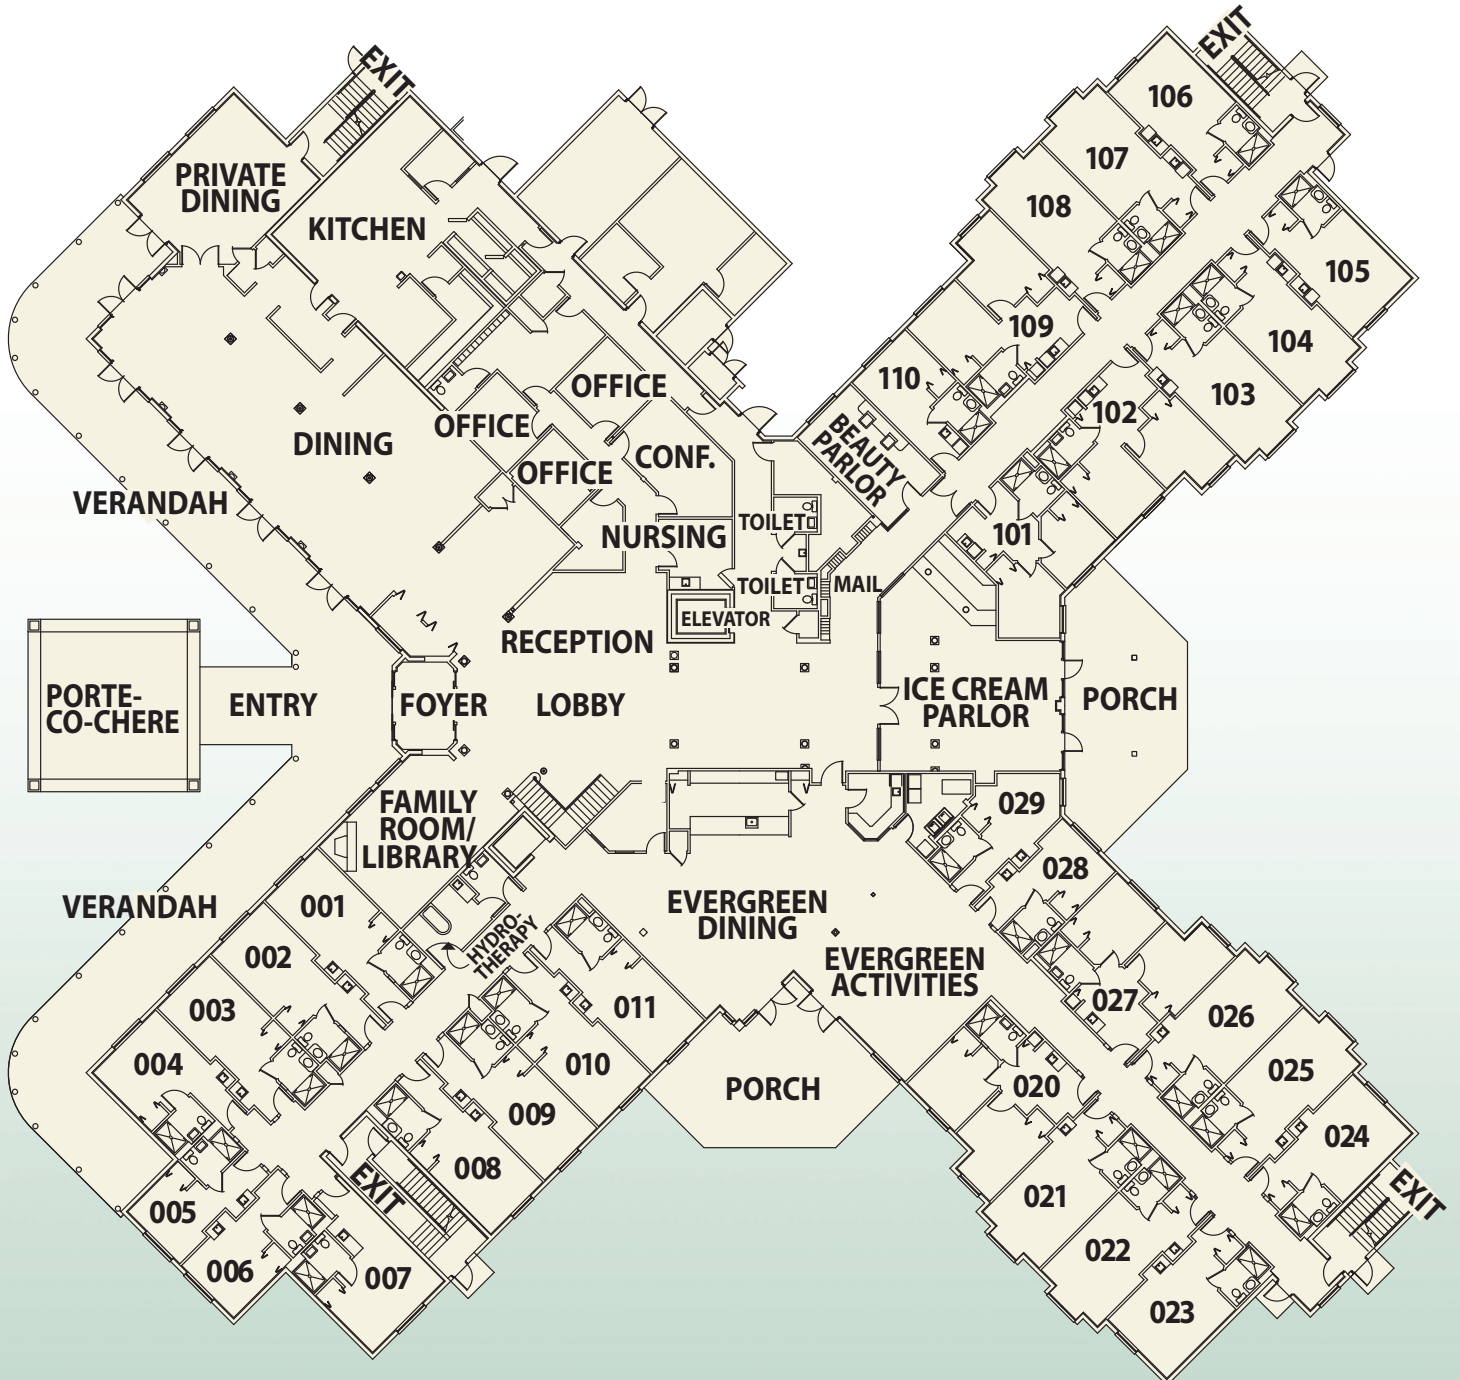 EXIT
EXIT
106
PRIVATE
DINING
107
KITCHEN
108
105
109
104
110
OFFICE
103
102
OFFICE
BEAUTY
PARLOR
DINING
CONF.
OFFICE
VERANDAH
TOILET
NURSING
101
TOILET
MAIL
ELEVATOR
RECEPTION
PORTE-
CO-CHERE
ENTRY
FOYER
LOBBY
ICE CREAM
PARLOR
PORCH
FAMILY
ROOM/
LIBRARY
029
028
001
VERANDAH
EVERGREEN
DINING
HYDRO-
THERAPY
002
EVERGREEN
ACTIVITIES
003
011
027
026
004
010
025
PORCH
020
009
024
008
EXIT
EXIT
021
005
022
006
007
023